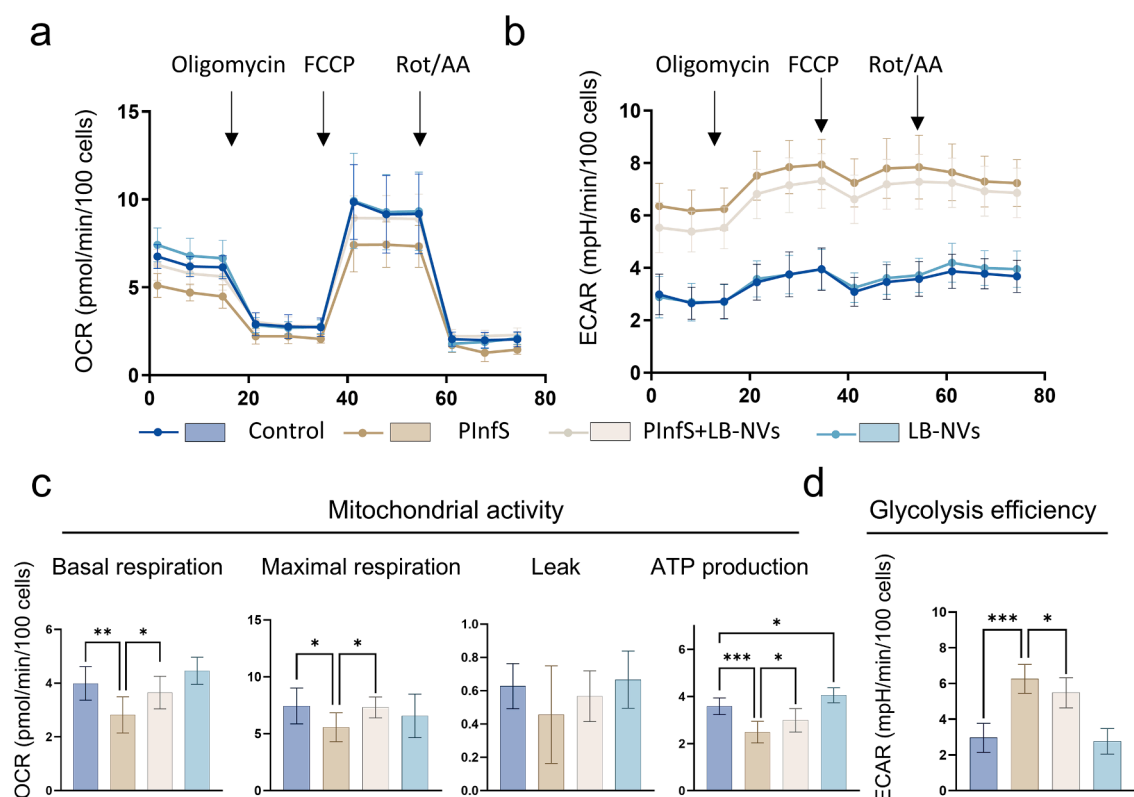 a
Oligomycin FCCP Rot/AA
OCR (pmol/min/100 cells)
15
10
5
0
0 20 40 60 80
b
Oligomycin FCCP Rot/AA
ECAR (mpH/min/100 cells)
10
8
6
4
2
0
0 20 40 60 80
Control PInfS PInfS+LB-NVs LB-NVs
c
Mitochondrial activity
Basal respiration
OCR (pmol/min/100 cells)
6
4
2
0
** *
Maximal respiration
15
10
5
0
* *
Leak
1.0
0.8
0.6
0.4
0.2
0.0
ATP production
6
4
2
0
*
*** *
d
Glycolysis efficiency
ECAR (mpH/min/100 cells)
10
8
6
4
2
0
*** *